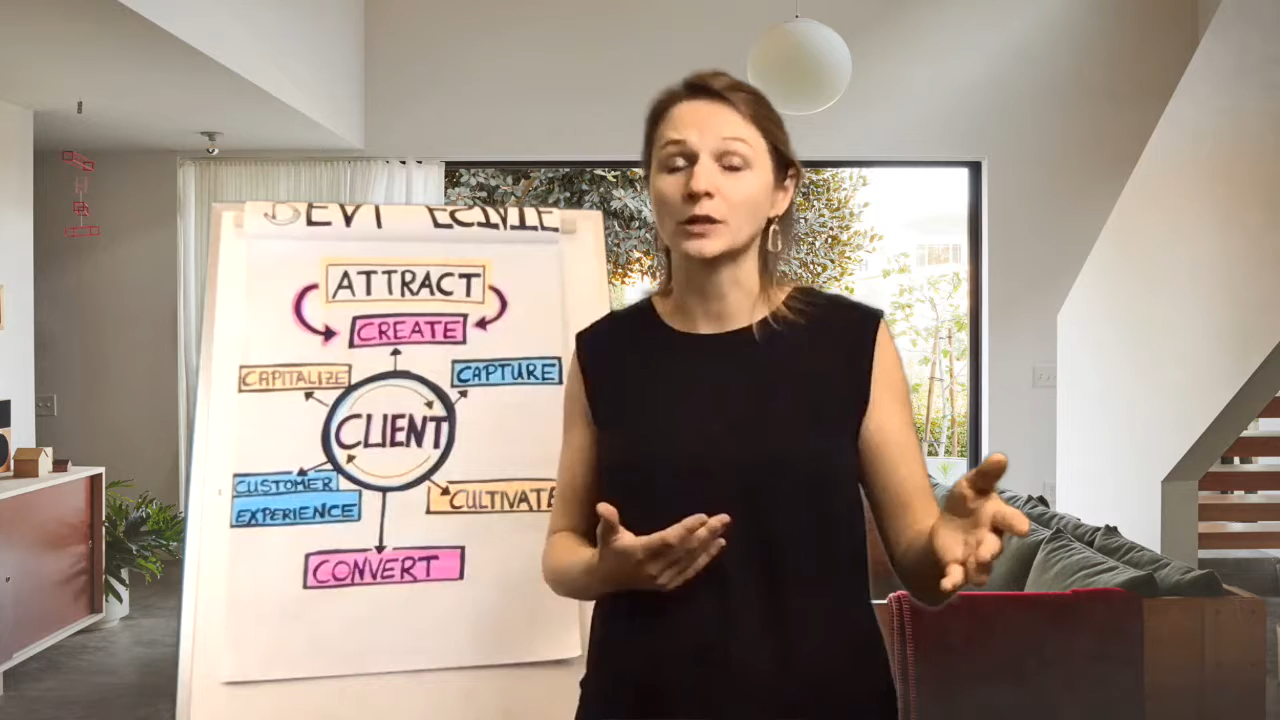 ATTRACT
CREATE
CAPITALIZE
CAPTURE
CLIENT
CUSTOMER
EXPERIENCE
CULTIVATE
CONVERT